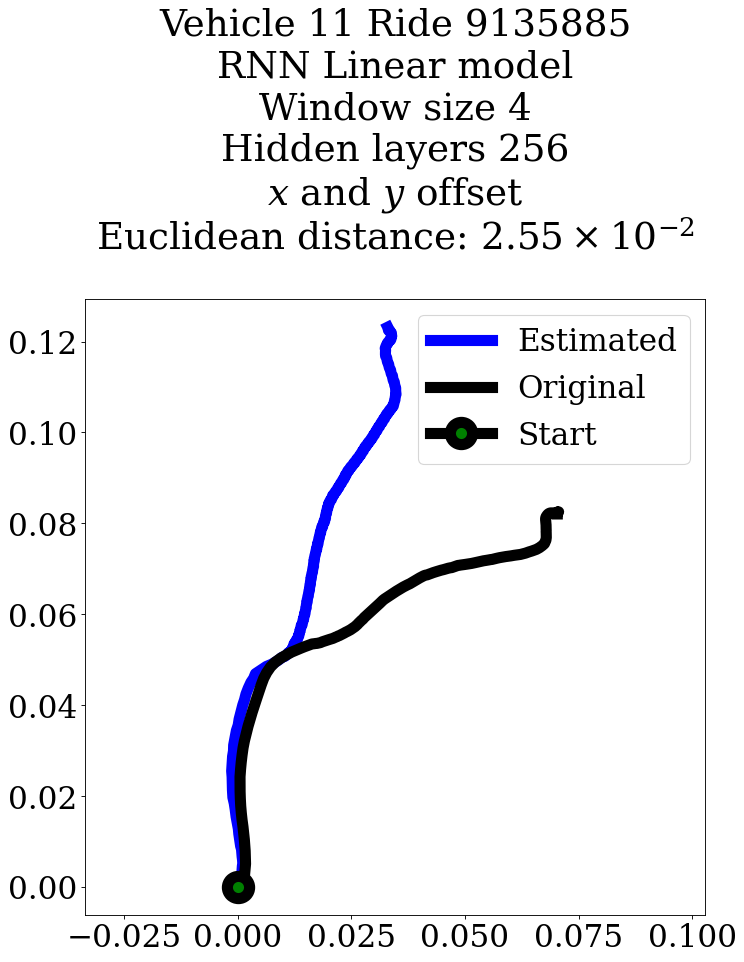 Vehicle 11 Ride 9135885
RNN Linear model
Window size 4
Hidden layers 256
x and y offset
Euclidean distance: 2.55 × 10⁻²
Estimated
Original
Start
0.12
0.10
0.08
0.06
0.04
0.02
0.00
−0.025 0.000 0.025 0.050 0.075 0.100